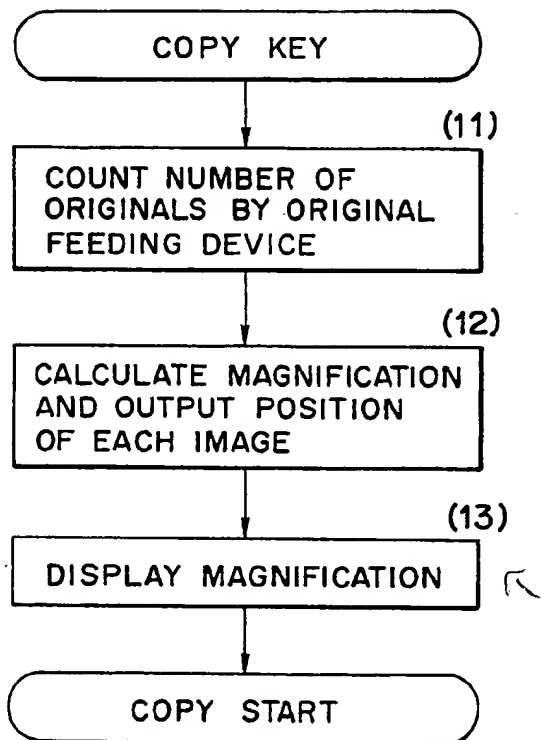 COPY KEY
(11)
COUNT NUMBER OF
ORIGINALS BY ORIGINAL
FEEDING DEVICE
(12)
CALCULATE MAGNIFICATION
AND OUTPUT POSITION
OF EACH IMAGE
(13)
DISPLAY MAGNIFICATION
COPY START